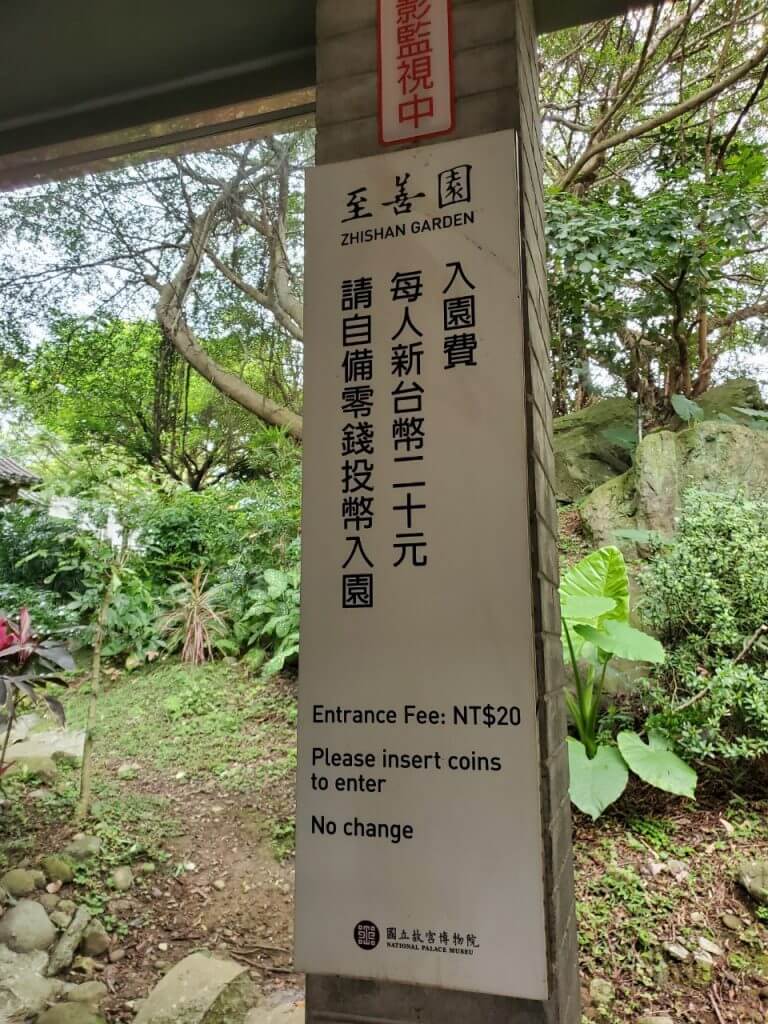 影監視中
至善園
ZHISHAN GARDEN
入園費
每人新台幣二十元
請自備零錢投幣入園
Entrance Fee: NT$20
Please insert coins
to enter
No change
國立故宮博物院
NATIONAL PALACE MUSEUM